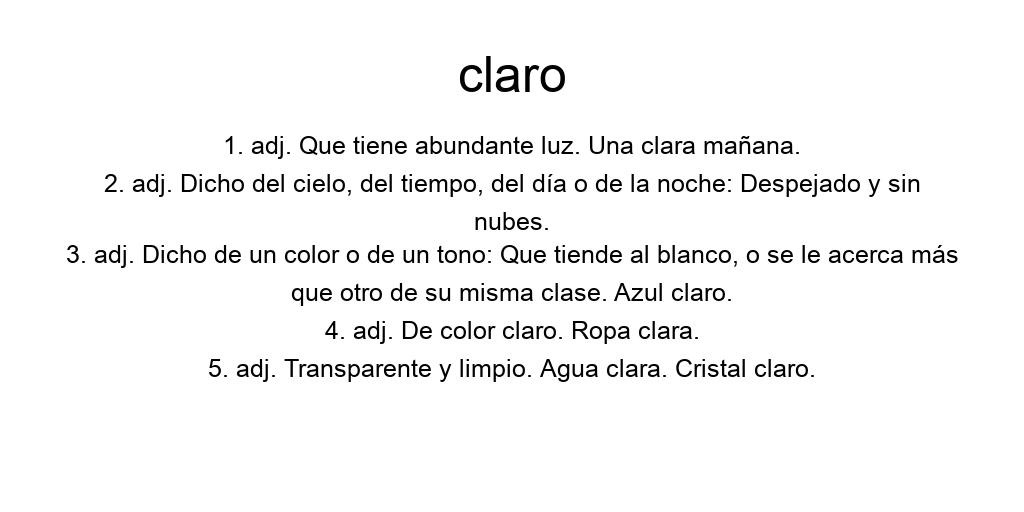 claro
1. adj. Que tiene abundante luz. Una clara mañana.
2. adj. Dicho del cielo, del tiempo, del día o de la noche: Despejado y sin
nubes.
3. adj. Dicho de un color o de un tono: Que tiende al blanco, o se le acerca más
que otro de su misma clase. Azul claro.
4. adj. De color claro. Ropa clara.
5. adj. Transparente y limpio. Agua clara. Cristal claro.